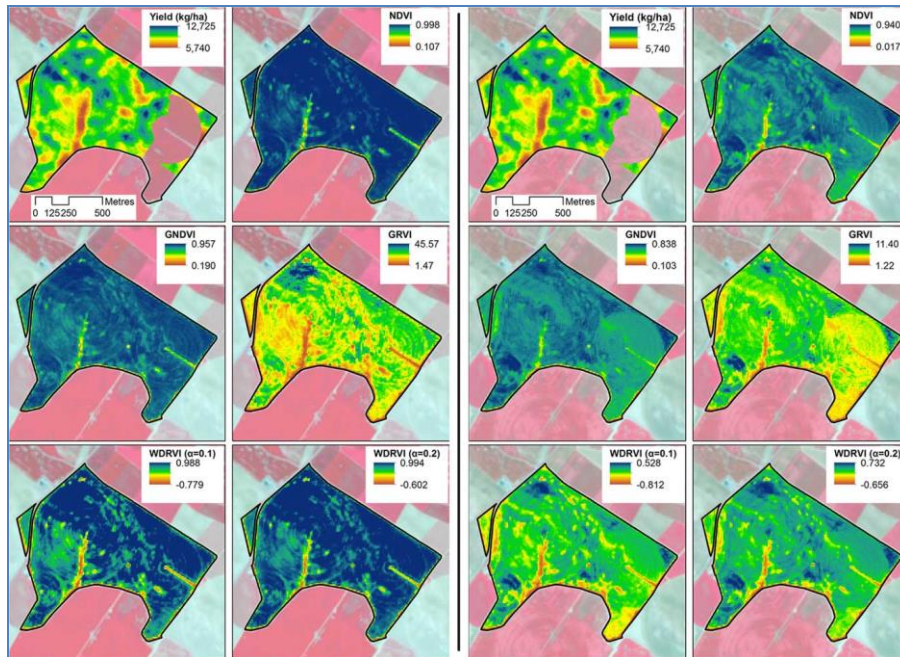 Yield (kg/ha)
12,725
5,740
Metres
0 125250 500
NDVI
0.998
0.107
Yield (kg/ha)
12,725
5,740
Metres
0 125250 500
NDVI
0.940
0.017
GNDVI
0.957
0.190
GRVI
45.57
1.47
GNDVI
0.838
0.103
GRVI
11.40
1.22
WDRVI (α=0.1)
0.988
-0.779
WDRVI (α=0.2)
0.994
-0.602
WDRVI (α=0.1)
0.528
-0.812
WDRVI (α=0.2)
0.732
-0.656